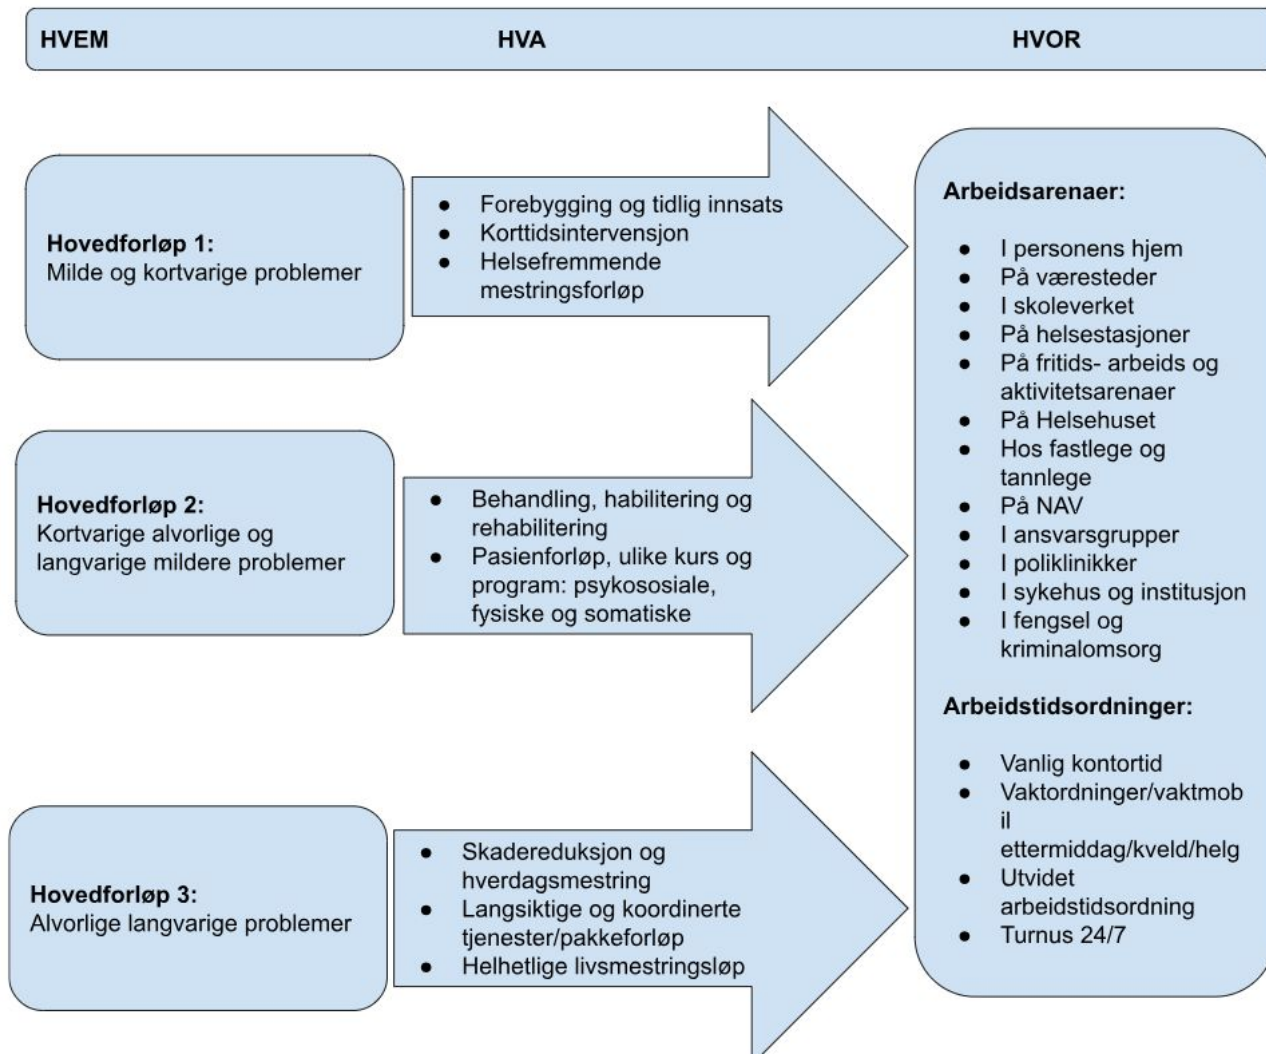 HVEM HVA HVOR
Hovedforløp 1:
Milde og kortvarige problemer
● Forebygging og tidlig innsats
● Korttidsintervensjon
● Helsefremmende
mestringsforløp
Hovedforløp 2:
Kortvarige alvorlige og
langvarige mildere problemer
● Behandling, habilitering og
rehabilitering
● Pasienforløp, ulike kurs og
program: psykososiale,
fysiske og somatiske
Hovedforløp 3:
Alvorlige langvarige problemer
● Skadereduksjon og
hverdagsmestring
● Langsiktige og koordinerte
tjenester/pakkeforløp
● Helhetlige livsmestringsløp
Arbeidsarenaer:
● I personens hjem
● På væresteder
● I skoleverket
● På helsestasjoner
● På fritids- arbeids og
aktivitetsarenaer
● På Helsehuset
● Hos fastlege og
tannlege
● På NAV
● I ansvarsgrupper
● I poliklinikker
● I sykehus og institusjon
● I fengsel og
kriminalomsorg
Arbeidstidsordninger:
● Vanlig kontortid
● Vaktordninger/vaktmob
il
ettermiddag/kveld/helg
● Utvidet
arbeidstidsordning
● Turnus 24/7